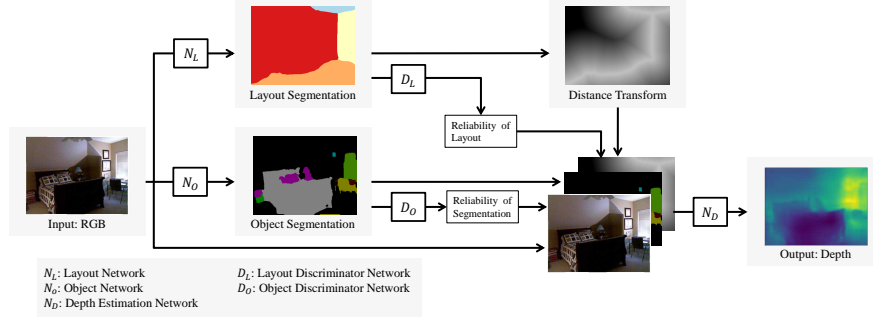 N_L
Layout Segmentation
D_L
Reliability of
Layout
Distance Transform
Input: RGB
N_O
Object Segmentation
D_O
Reliability of
Segmentation
N_D
Output: Depth
N_L: Layout Network
N_o: Object Network
N_D: Depth Estimation Network
D_L: Layout Discriminator Network
D_O: Object Discriminator Network